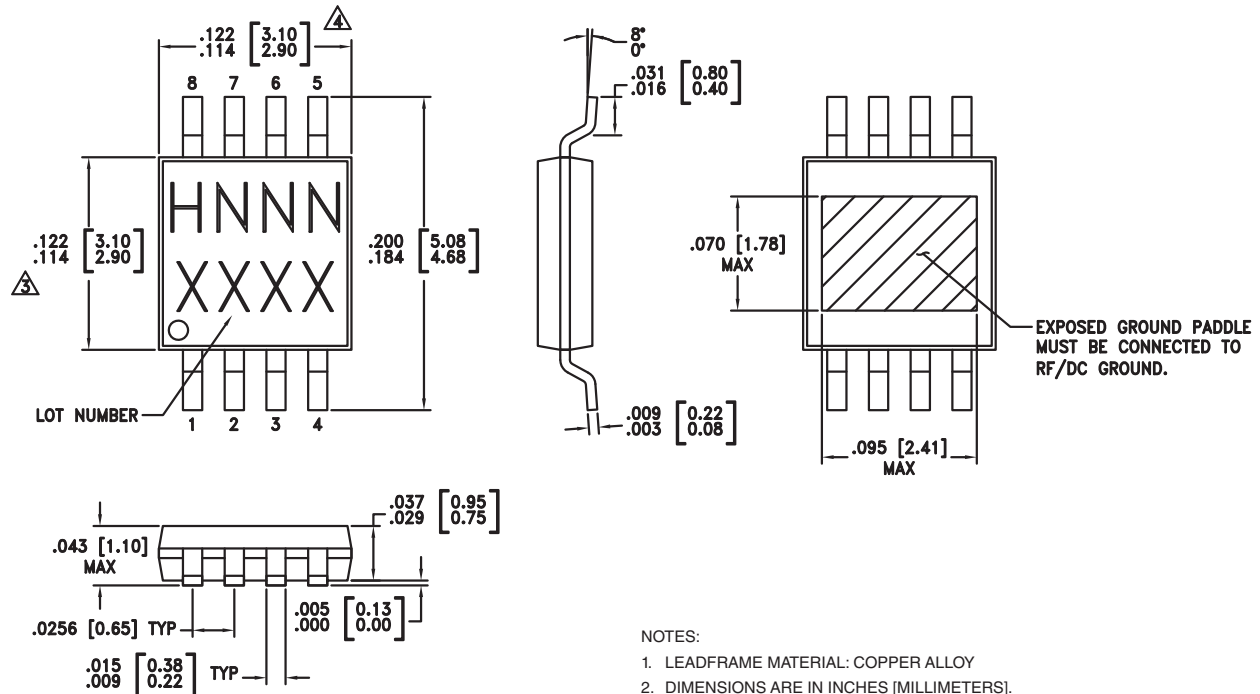 .122 [3.10]
.114 [2.90]
4
8 7 6 5
HNNN
XXXX
.122 [3.10]
.114 [2.90]
3
.200 [5.08]
.184 [4.68]
LOT NUMBER
1 2 3 4
8°
0°
.031 [0.80]
.016 [0.40]
.009 [0.22]
.003 [0.08]
.070 [1.78]
MAX
EXPOSED GROUND PADDLE
MUST BE CONNECTED TO
RF/DC GROUND.
.095 [2.41]
MAX
.037 [0.95]
.029 [0.75]
.043 [1.10]
MAX
.005 [0.13]
.000 [0.00]
.0256 [0.65] TYP
.015 [0.38]
.009 [0.22] TYP
NOTES:
1. LEADFRAME MATERIAL: COPPER ALLOY
2. DIMENSIONS ARE IN INCHES [MILLIMETERS].